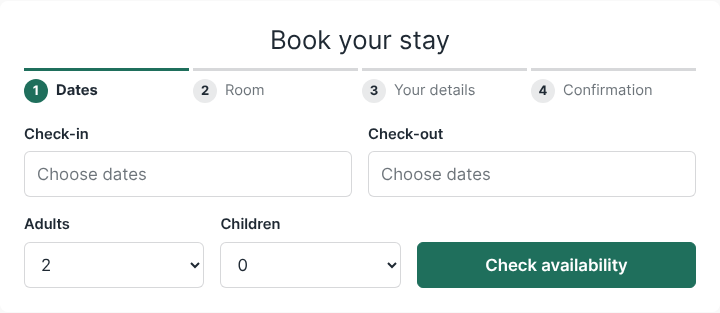 Book your stay
1 Dates 2 Room 3 Your details 4 Confirmation
Check-in Check-out
Choose dates Choose dates
Adults Children
2 0 Check availability